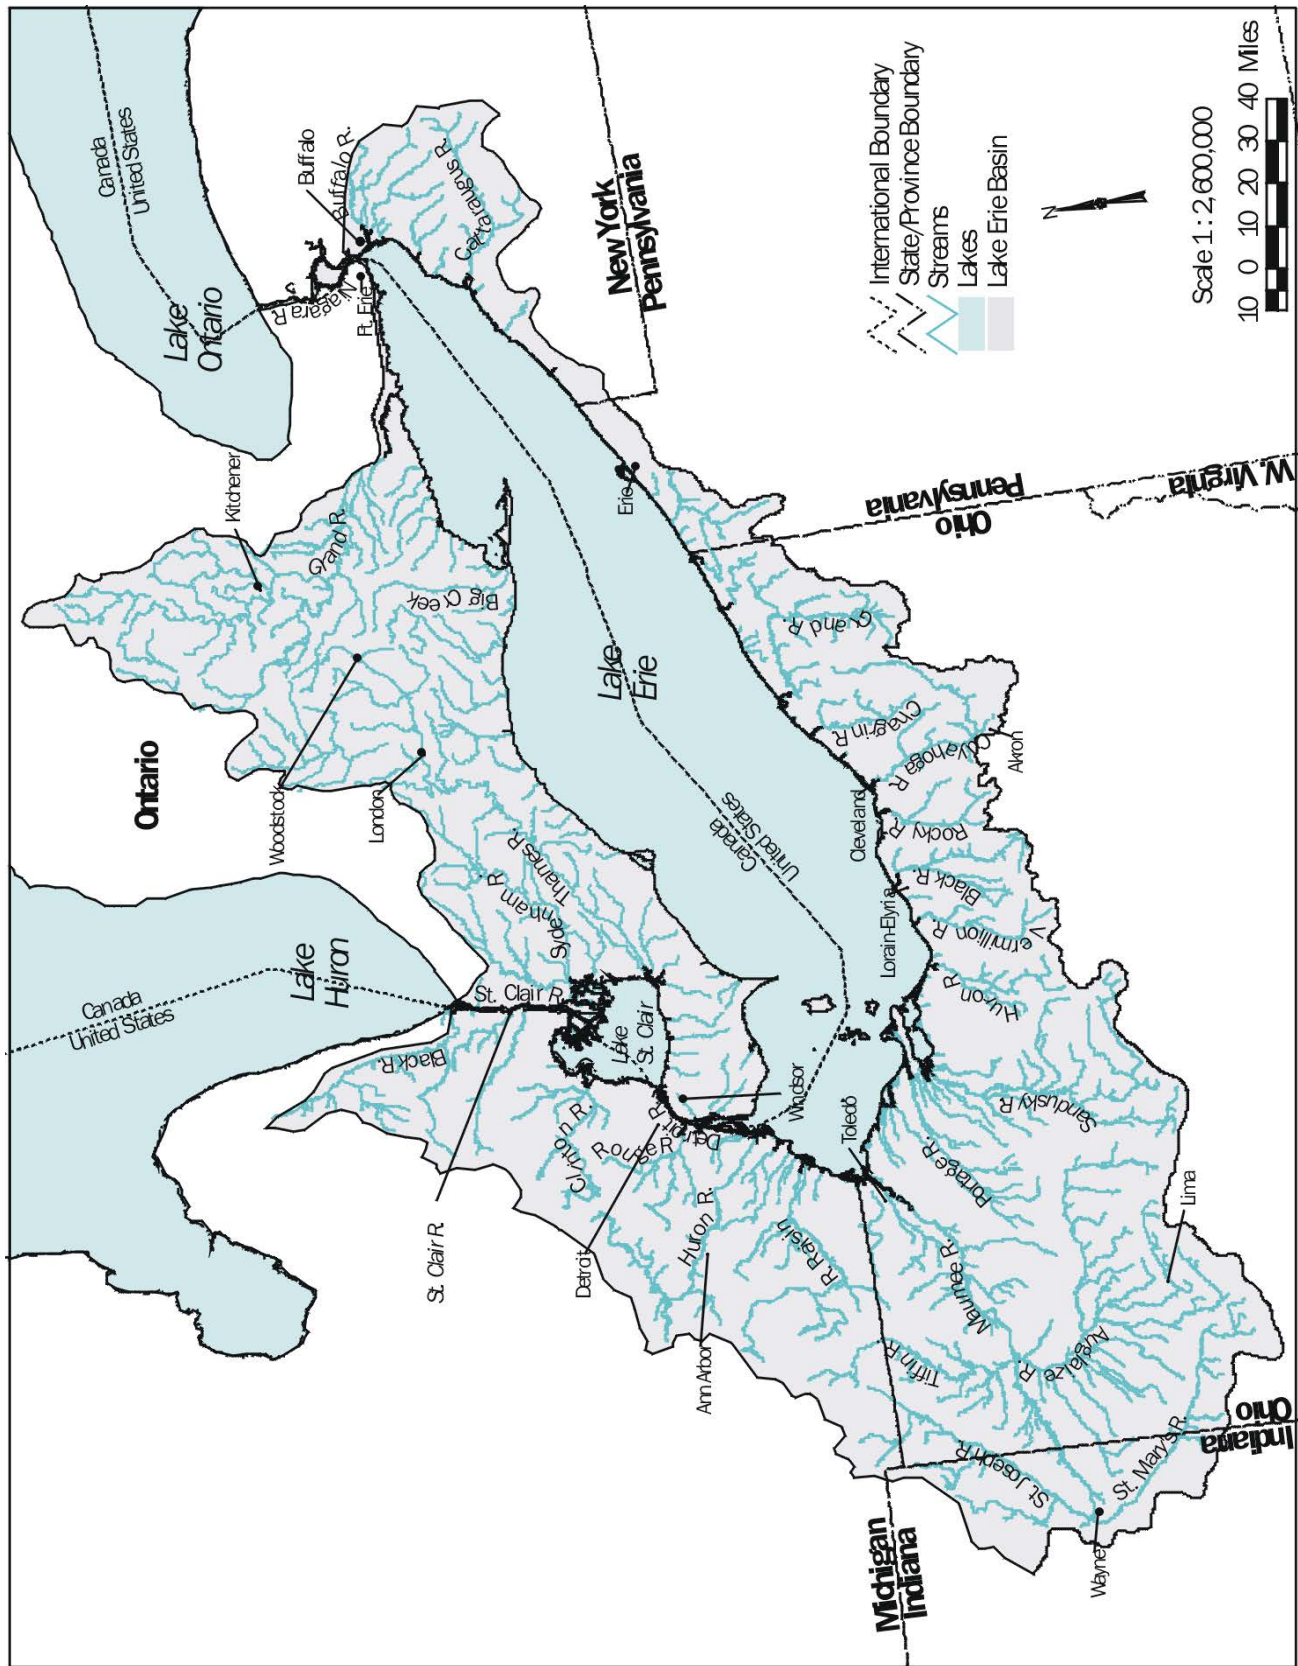 Canada
United States
Lake
Ontario
Niagara R.
Ft. Erie
Buffalo
Buffalo R.
Cattaraugus R.
New York
Pennsylvania
Kitchener
Grand R.
Big Creek
Ontario
Woodstock
London
Thames R.
Sydenham R.
Canada
United States
Lake
Huron
St. Clair R.
Black R.
Lake
St. Clair
St. Clair R.
Clinton R.
Rouge R.
Detroit R.
Detroit
Windsor
Huron R.
Ann Arbor
R. Raisin
Toledo
Lake
Erie
Canada
United States
Erie
Ohio
Pennsylvania
W. Virginia
Grand R.
Chagrin R.
Cuyahoga R.
Akron
Cleveland
Rocky R.
Black R.
Lorain-Elyria
Vermillion R.
Huron R.
Sandusky R.
Portage R.
Maumee R.
Auglaize R.
Lima
Tiffin R.
St. Joseph R.
St. Mary's R.
Wayne
Michigan
Indiana
Indiana
Ohio
International Boundary
State/Province Boundary
Streams
Lakes
Lake Erie Basin
N
Scale 1 : 2,600,000
10 0 10 20 30 40 Miles